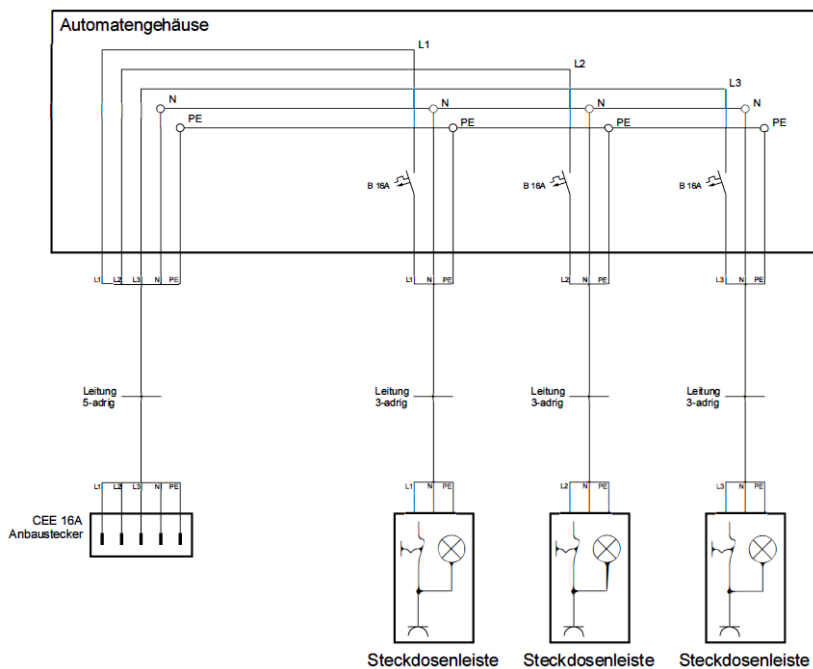 Automatengehäuse
L1
L2
L3
N
N
N
N
PE
PE
PE
PE
B 16A
B 16A
B 16A
L1 L2 L3 N PE
L1 N PE
L2 N PE
L3 N PE
Leitung
5-adrig
Leitung
3-adrig
Leitung
3-adrig
Leitung
3-adrig
L1 L2 L3 N PE
L1 N PE
L2 N PE
L3 N PE
CEE 16A
Anbaustecker
Steckdosenleiste
Steckdosenleiste
Steckdosenleiste